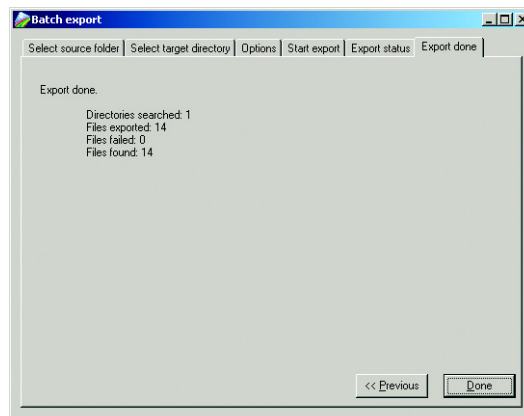 Batch export
Select source folder Select target directory Options Start export Export status Export done
Export done.
Directories searched: 1
Files exported: 14
Files failed: 0
Files found: 14
<< Previous Done